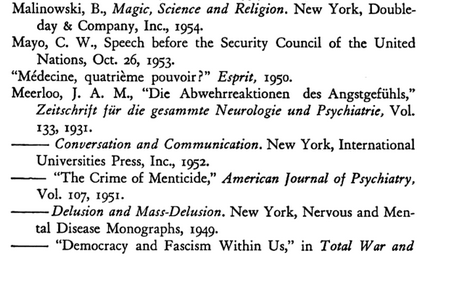 Malinowski, B., Magic, Science and Religion. New York, Double-
day & Company, Inc., 1954.
Mayo, C. W., Speech before the Security Council of the United
Nations, Oct. 26, 1953.
"Médecine, quatrième pouvoir?" Esprit, 1950.
Meerloo, J. A. M., "Die Abwehrreaktionen des Angstgefühls,"
Zeitschrift für die gesammte Neurologie und Psychiatrie, Vol.
133, 1931.
——— Conversation and Communication. New York, International
Universities Press, Inc., 1952.
——— "The Crime of Menticide," American Journal of Psychiatry,
Vol. 107, 1951.
——— Delusion and Mass-Delusion. New York, Nervous and Men-
tal Disease Monographs, 1949.
——— "Democracy and Fascism Within Us," in Total War and